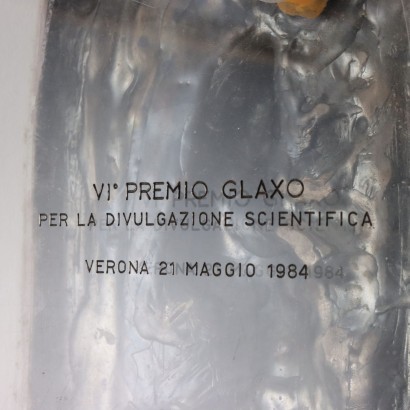 VI° PREMIO GLAXO
PER LA DIVULGAZIONE SCIENTIFICA
VERONA 21 MAGGIO 1984